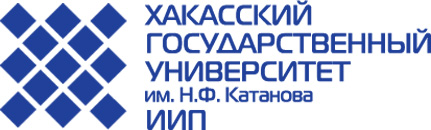 ХАКАССКИЙ
ГОСУДАРСТВЕННЫЙ
УНИВЕРСИТЕТ
им. Н.Ф. Катанова
ИИП